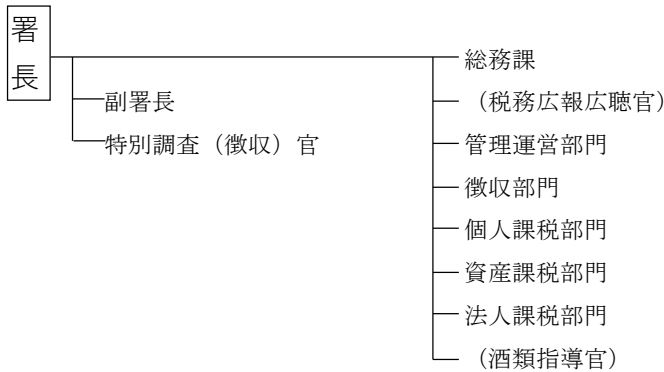 署長
副署長
特別調査（徴収）官
総務課
（税務広報広聴官）
管理運営部門
徴収部門
個人課税部門
資産課税部門
法人課税部門
（酒類指導官）